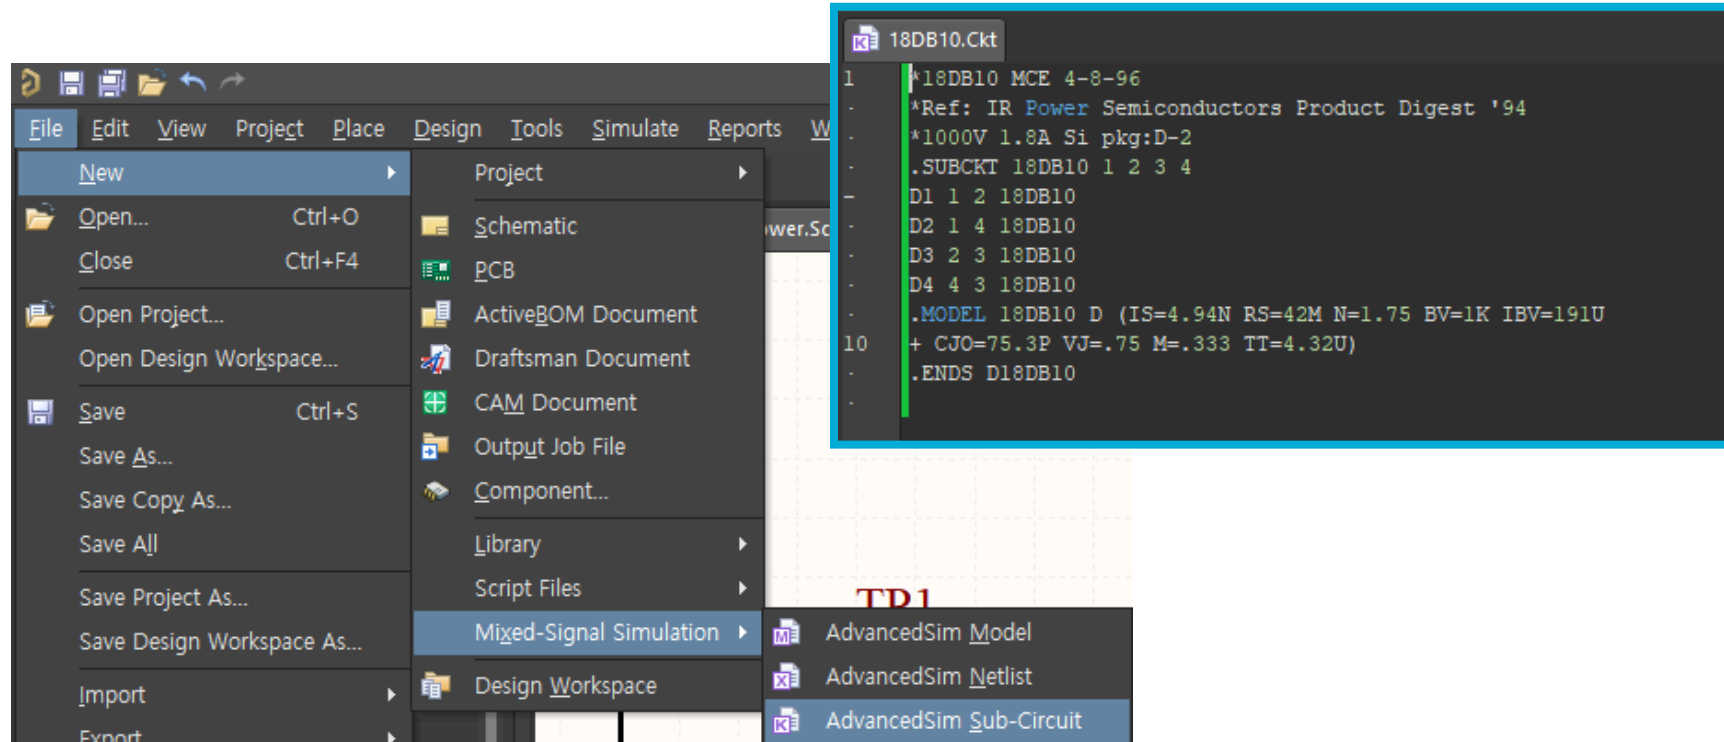 File Edit View Project Place Design Tools Simulate Reports W
New
Open... Ctrl+O
Close Ctrl+F4
Open Project...
Open Design Workspace...
Save Ctrl+S
Save As...
Save Copy As...
Save All
Save Project As...
Save Design Workspace As...
Import
Export
Project
Schematic
PCB
ActiveBOM Document
Draftsman Document
CAM Document
Output Job File
Component...
Library
Script Files
Mixed-Signal Simulation
Design Workspace
AdvancedSim Model
AdvancedSim Netlist
AdvancedSim Sub-Circuit
ower.Sc
TR1
18DB10.Ckt
1 *18DB10 MCE 4-8-96
*Ref: IR Power Semiconductors Product Digest '94
*1000V 1.8A Si pkg:D-2
.SUBCKT 18DB10 1 2 3 4
D1 1 2 18DB10
D2 1 4 18DB10
D3 2 3 18DB10
D4 4 3 18DB10
.MODEL 18DB10 D (IS=4.94N RS=42M N=1.75 BV=1K IBV=191U
10 + CJO=75.3P VJ=.75 M=.333 TT=4.32U)
.ENDS D18DB10